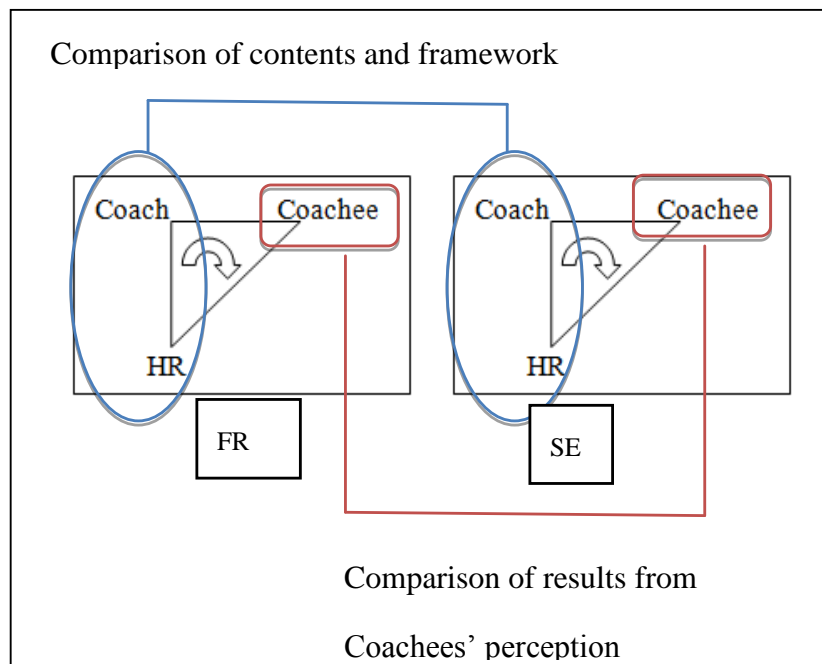 Comparison of contents and framework
Coach Coachee
HR
FR
Coach Coachee
HR
SE
Comparison of results from
Coachees’ perception